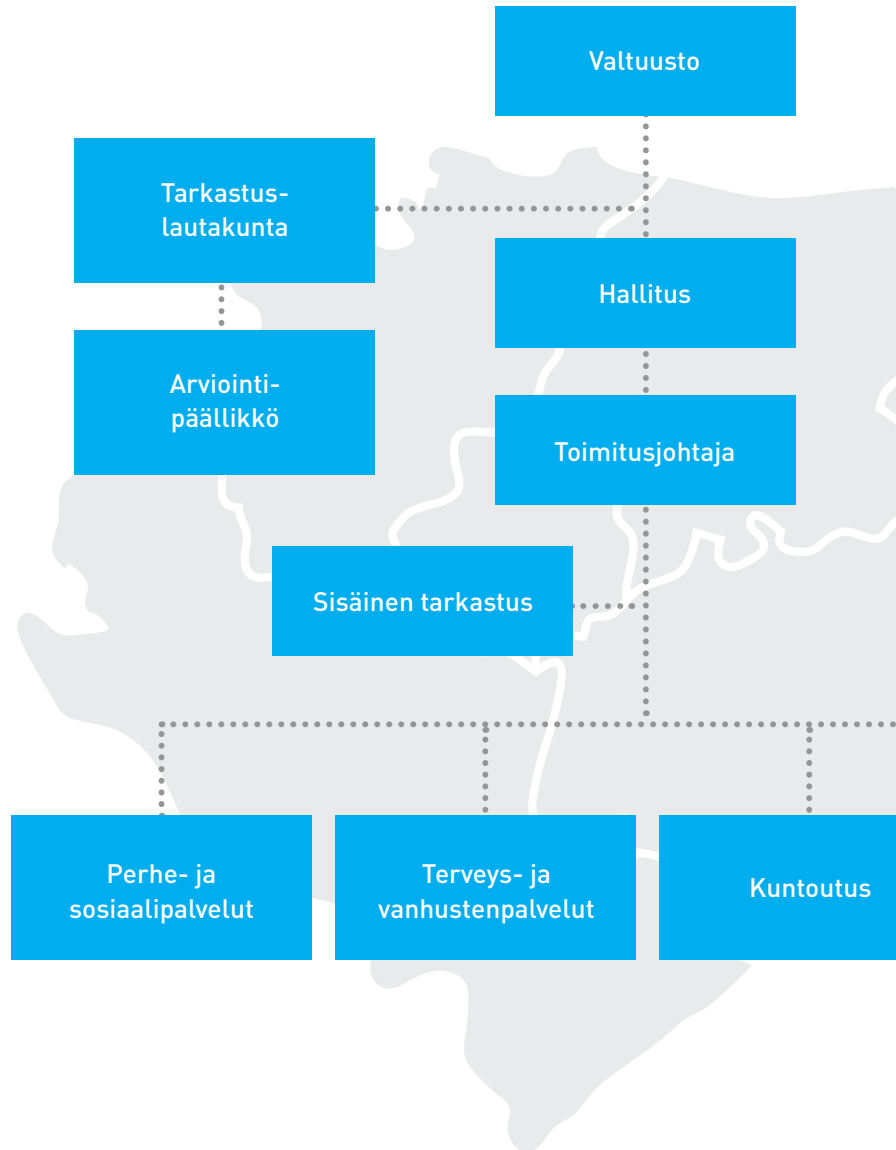 Valtuusto
Tarkastus-
lautakunta
Hallitus
Arviointi-
päällikkö
Toimitusjohtaja
Sisäinen tarkastus
Perhe- ja
sosiaalipalvelut
Terveys- ja
vanhustenpalvelut
Kuntoutus